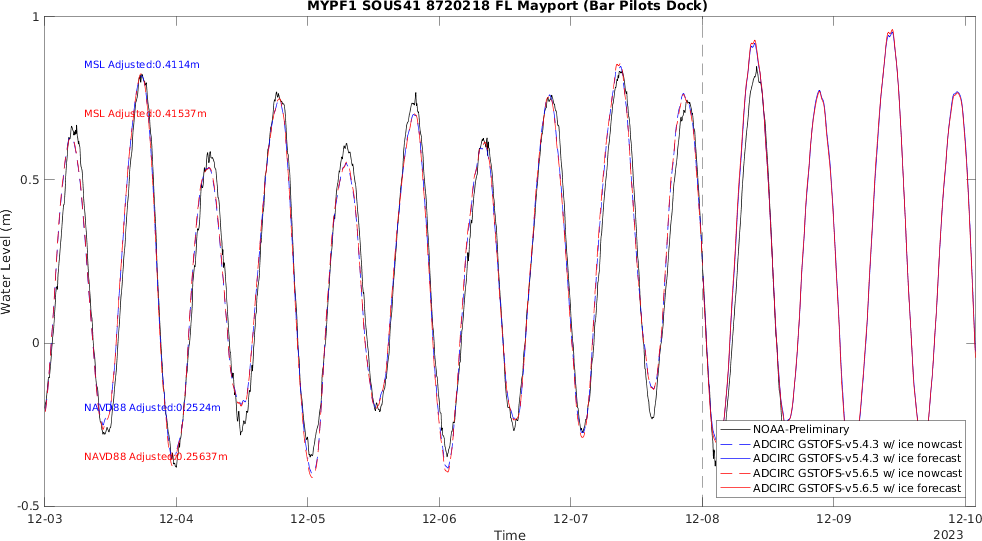 MYPF1 SOUS41 8720218 FL Mayport (Bar Pilots Dock)
1
MSL Adjusted:0.4114m
MSL Adjusted:0.41537m
0.5
Water Level (m)
0
NAVD88 Adjusted:0.2524m
NAVD88 Adjusted:0.25637m
NOAA-Preliminary
ADCIRC GSTOFS-v5.4.3 w/ ice nowcast
ADCIRC GSTOFS-v5.4.3 w/ ice forecast
ADCIRC GSTOFS-v5.6.5 w/ ice nowcast
ADCIRC GSTOFS-v5.6.5 w/ ice forecast
-0.5
12-03 12-04 12-05 12-06 12-07 12-08 12-09 12-10
Time
2023